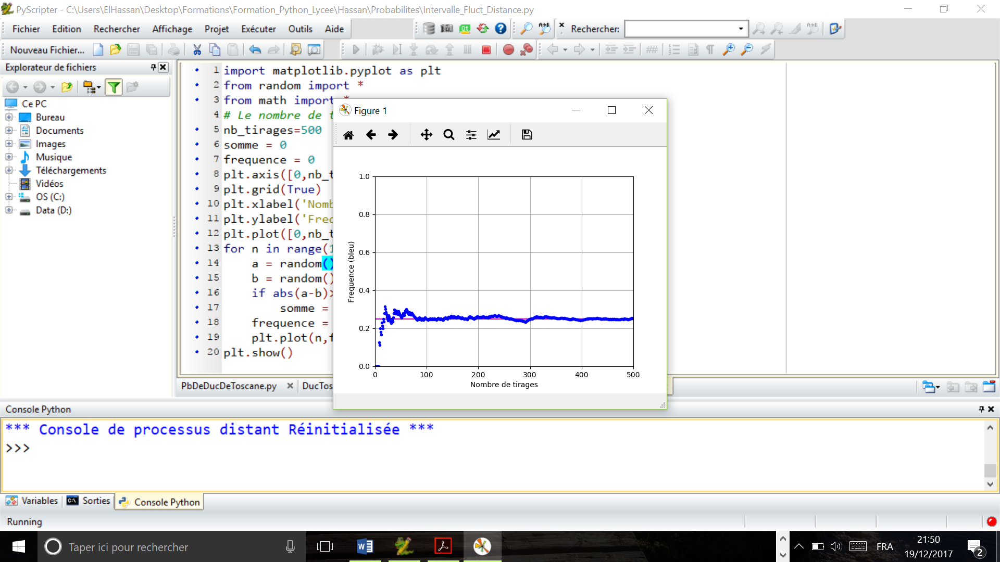 PyScripter - C:\Users\ElHassan\Desktop\Formations\Formation_Python_Lycee\Hassan\Probabilites\Intervalle_Fluct_Distance.py
Fichier Edition Rechercher Affichage Projet Exécuter Outils Aide
Rechercher:
Nouveau Fichier...
Explorateur de fichiers
Ce PC
Bureau
Documents
Images
Musique
Téléchargements
Vidéos
OS (C:)
Data (D:)
1 import matplotlib.pyplot as plt
2 from random import *
3 from math import *
4 # Le nombre de t
5 nb_tirages=500
6 somme = 0
7 frequence = 0
8 plt.axis([0,nb_t
9 plt.grid(True)
10 plt.xlabel('Nomb
11 plt.ylabel('Freq
12 plt.plot([0,nb_t
13 for n in range(1
14 a = random()
15 b = random()
16 if abs(a-b)>
17 somme =
18 frequence =
19 plt.plot(n,f
20 plt.show()
Figure 1
1.0
0.8
0.6
0.4
0.2
0.0
Frequence (bleu)
0 100 200 300 400 500
Nombre de tirages
PbDeDucDeToscane.py DucTos
Console Python
*** Console de processus distant Réinitialisée ***
>>>
Variables Sorties Console Python
Running
Taper ici pour rechercher
FRA
21:50
19/12/2017
2